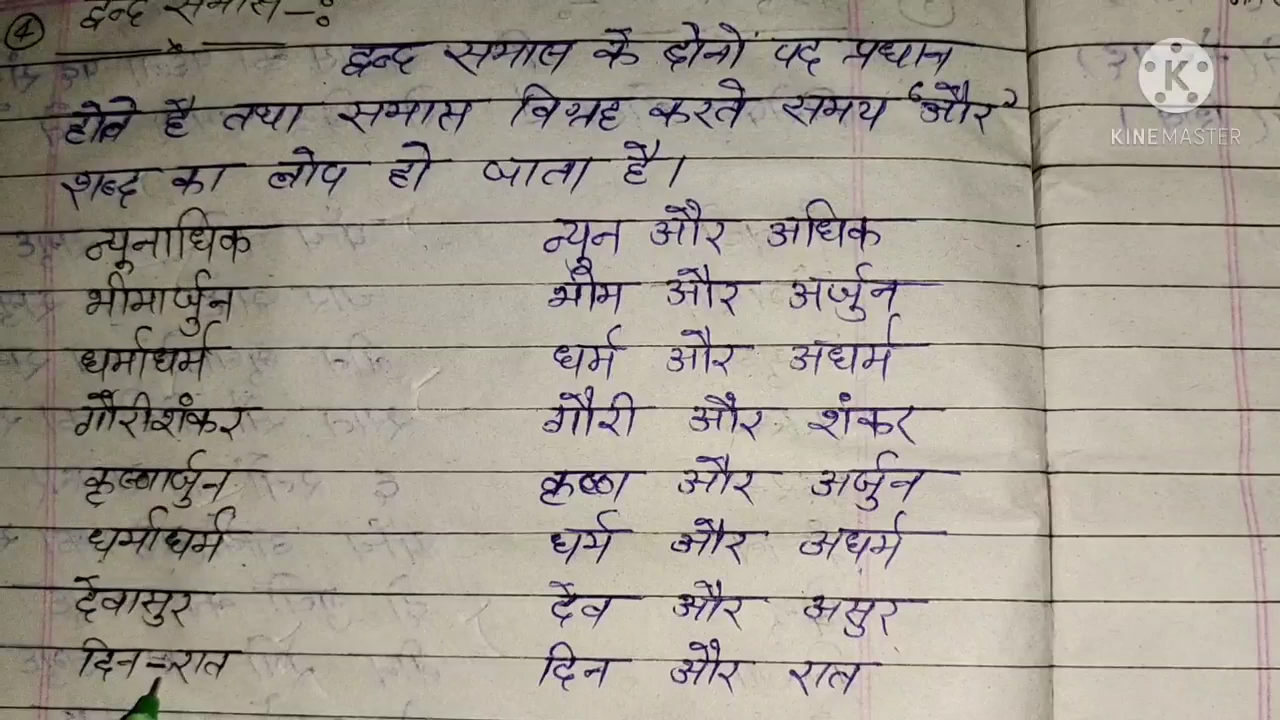 ④ द्वन्द समास -:
द्वन्द समास के दोनों पद प्रधान
होते है तथा समास विग्रह करते समय 'और'
शब्द का लोप हो जाता है।
न्यूनाधिक न्यून और अधिक
भीमार्जुन भीम और अर्जुन
धर्माधर्म धर्म और अधर्म
गौरीशंकर गौरी और शंकर
कृष्णार्जुन कृष्ण और अर्जुन
धर्माधर्म धर्म और अधर्म
देवासुर देव और असुर
दिन-रात दिन और रात
K
KINEMASTER